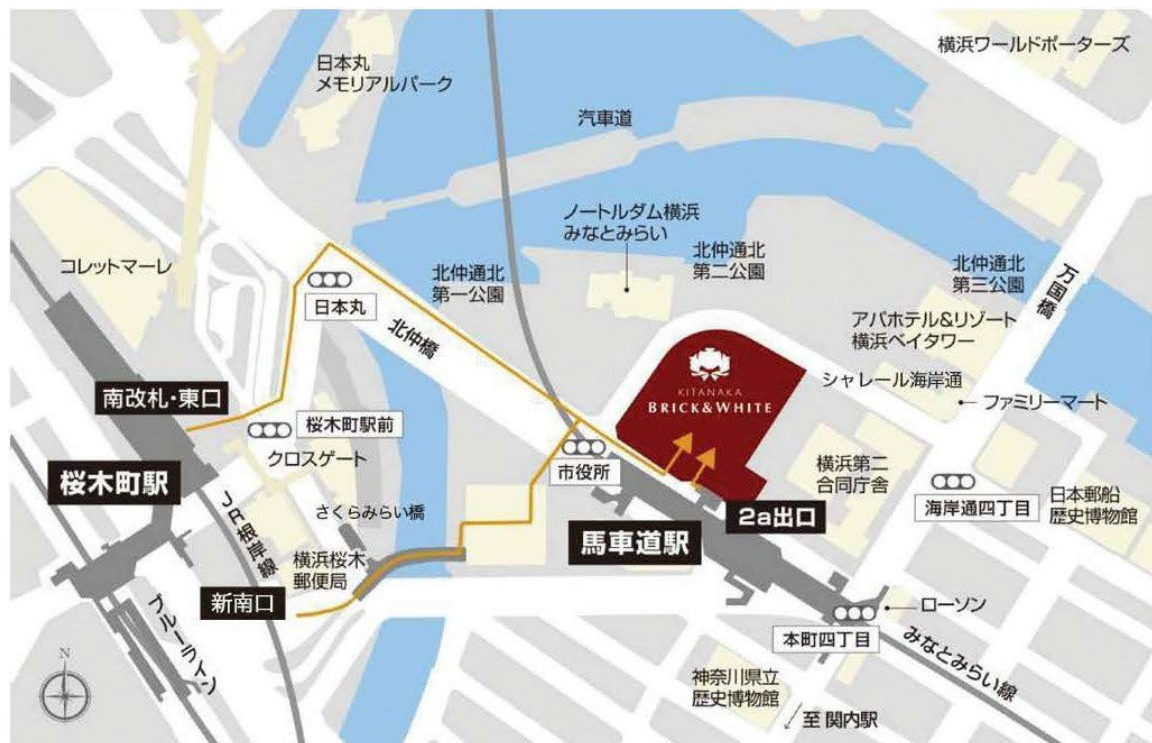 横浜ワールドポーターズ
日本丸
メモリアルパーク
汽車道
ノートルダム横浜
みなとみらい
北仲通北
第二公園
北仲通北
第一公園
北仲通北
第三公園
万国橋
コレットマーレ
日本丸
北仲橋
アパホテル&リゾート
横浜ベイタワー
シャレール海岸通
ファミリーマート
KITANAKA
BRICK&WHITE
南改札・東口
桜木町駅前
クロスゲート
市役所
横浜第二
合同庁舎
海岸通四丁目
日本郵船
歴史博物館
桜木町駅
さくらみらい橋
2a出口
馬車道駅
JR根岸線
横浜桜木
郵便局
新南口
ブルーライン
ローソン
本町四丁目
みなとみらい線
神奈川県立
歴史博物館
至 関内駅
N